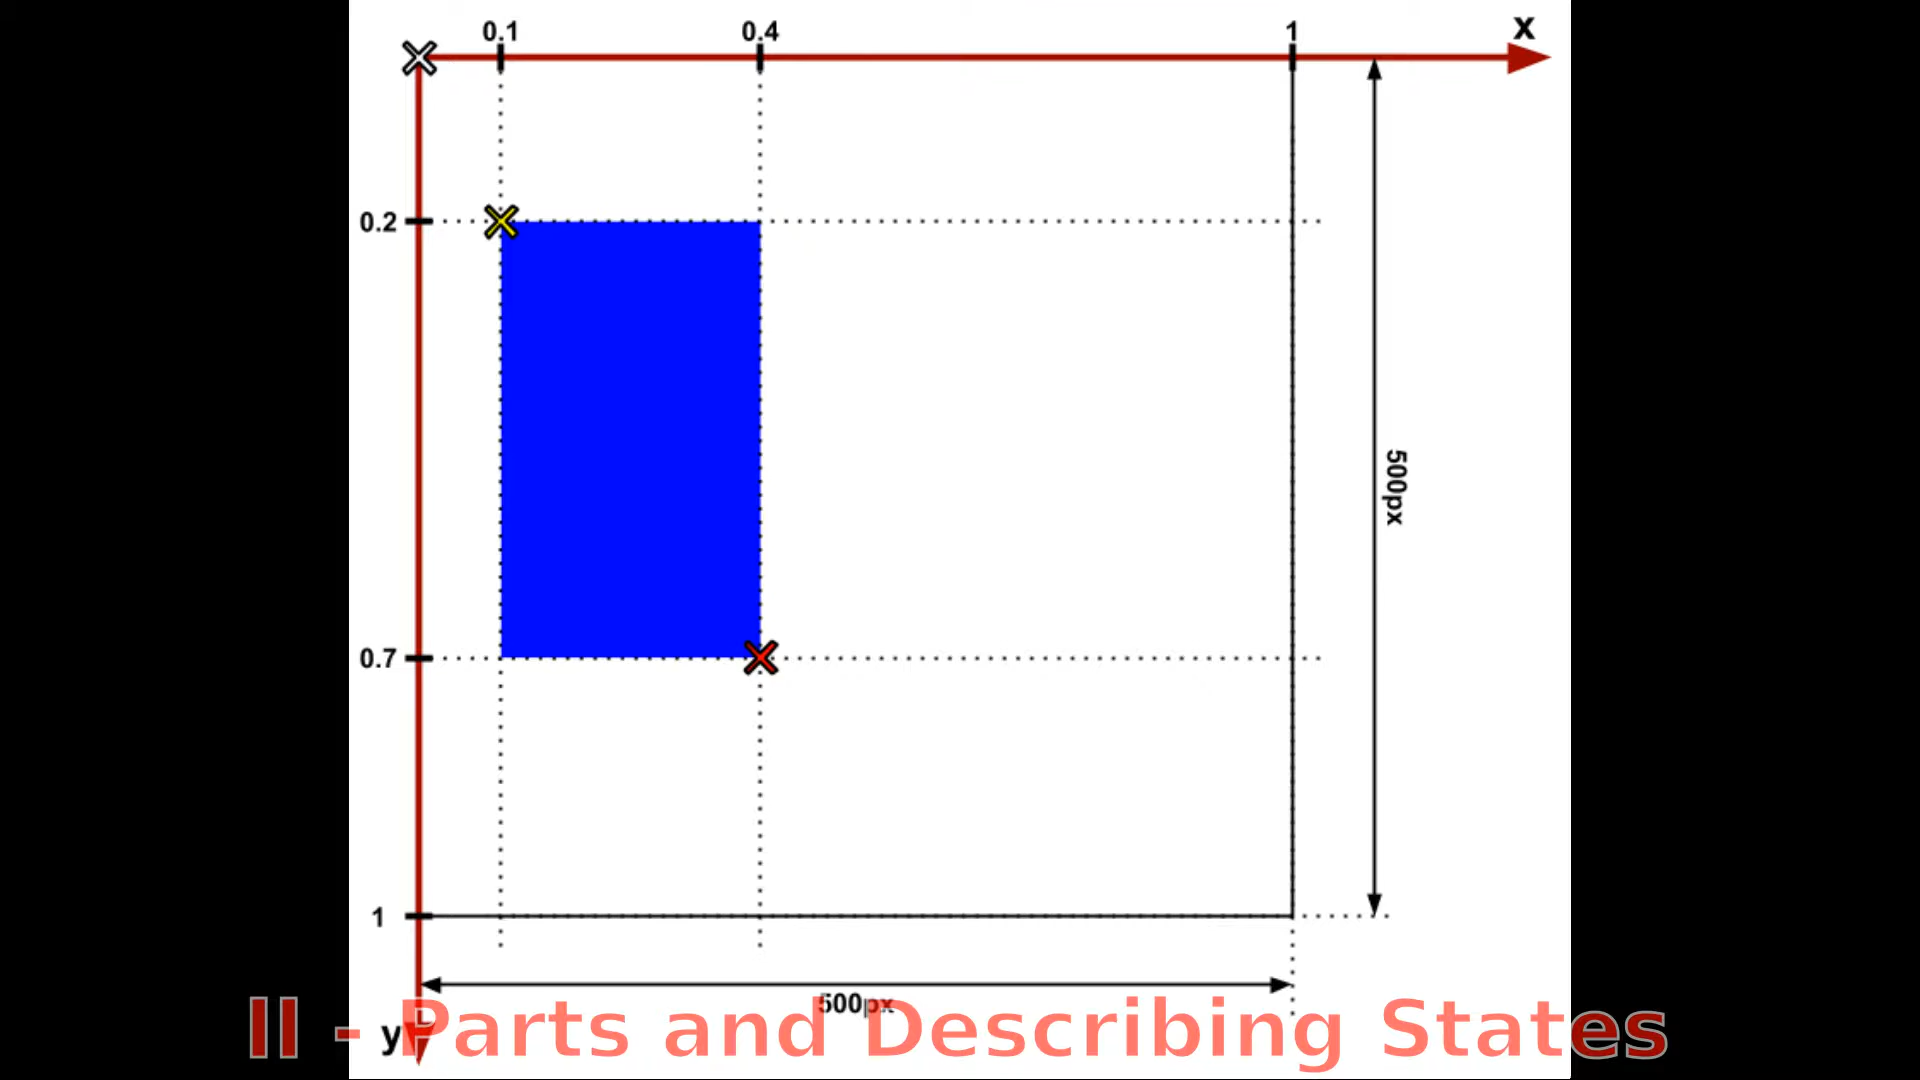 0.1 0.4 1 x
0.2
500px
0.7
1
500px
y
II - Parts and Describing States